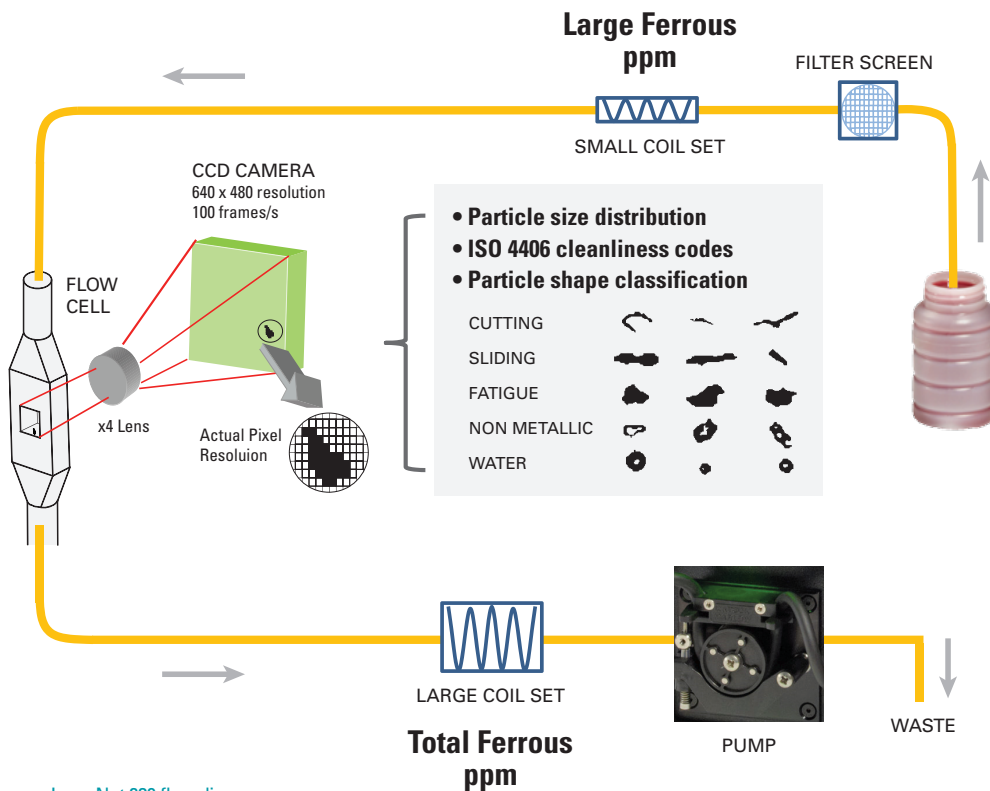 Large Ferrous
ppm
FILTER SCREEN
SMALL COIL SET
CCD CAMERA
640 x 480 resolution
100 frames/s
• Particle size distribution
• ISO 4406 cleanliness codes
• Particle shape classification
FLOW
CELL
CUTTING
SLIDING
FATIGUE
NON METALLIC
WATER
x4 Lens
Actual Pixel
Resoluion
LARGE COIL SET
Total Ferrous
ppm
PUMP
WASTE